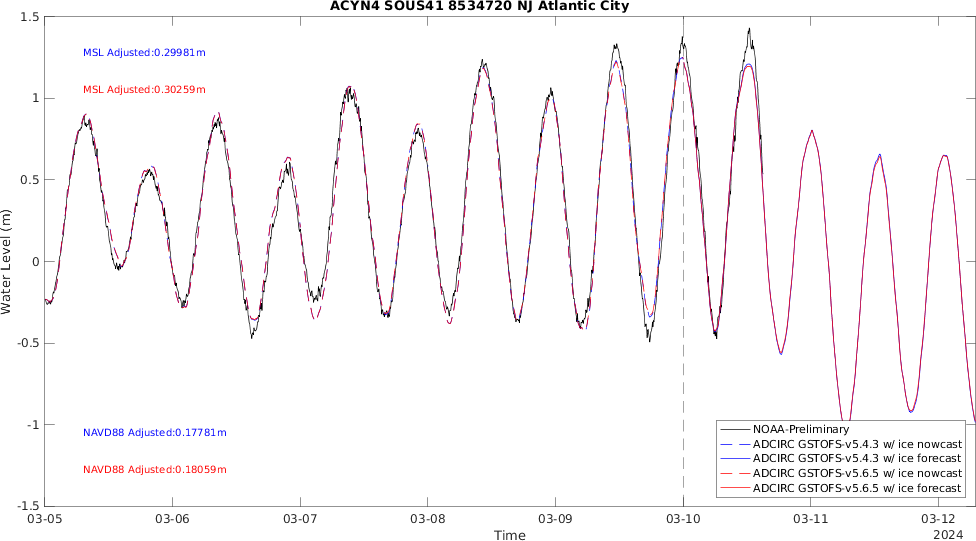 ACYN4 SOUS41 8534720 NJ Atlantic City
1.5
MSL Adjusted:0.29981m
MSL Adjusted:0.30259m
1
0.5
0
-0.5
-1
-1.5
Water Level (m)
NAVD88 Adjusted:0.17781m
NAVD88 Adjusted:0.18059m
NOAA-Preliminary
ADCIRC GSTOFS-v5.4.3 w/ ice nowcast
ADCIRC GSTOFS-v5.4.3 w/ ice forecast
ADCIRC GSTOFS-v5.6.5 w/ ice nowcast
ADCIRC GSTOFS-v5.6.5 w/ ice forecast
03-05 03-06 03-07 03-08 03-09 03-10 03-11 03-12
Time
2024